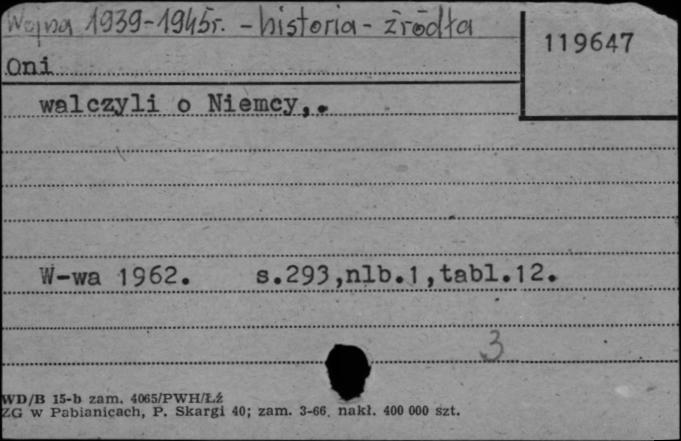 Wojna 1939-1945r. - historia - źródła
119647
Oni
walczyli o Niemcy,.
W-wa 1962. s.293,nlb.1,tabl.12.
3
WD/B 15-b zam. 4065/PWH/Łź
ZG w Pabianicach, P. Skargi 40; zam. 3-66. nakł. 400 000 szt.